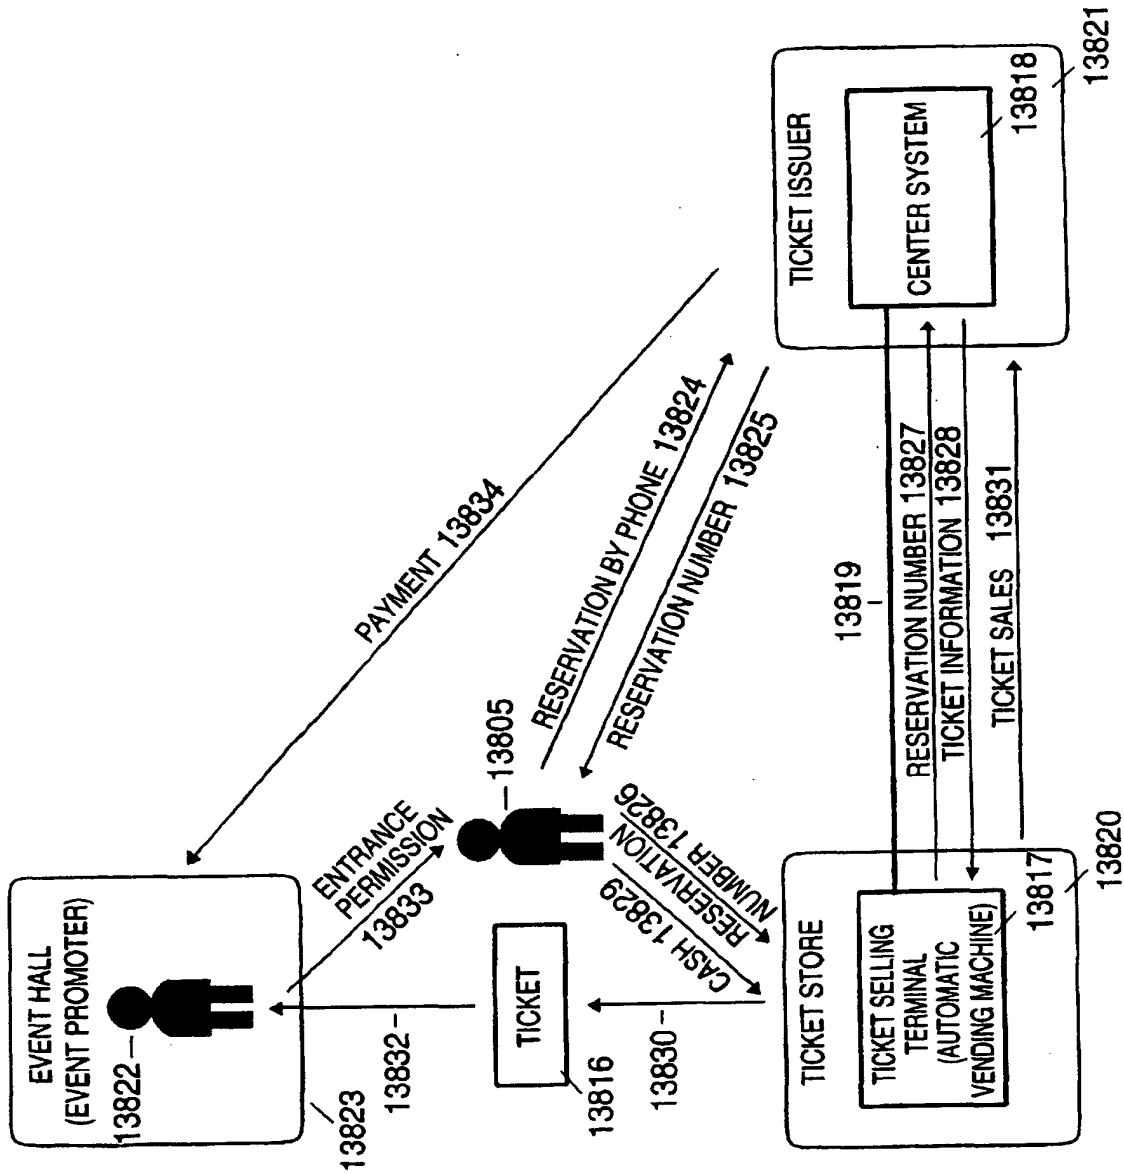 EVENT HALL
(EVENT PROMOTER)
13822
13823
PAYMENT 13834
ENTRANCE
PERMISSION
13833
13832
13805
RESERVATION BY PHONE 13824
RESERVATION NUMBER 13825
TICKET
13816
13830
CASH 13829
RESERVATION
NUMBER 13826
TICKET ISSUER
CENTER SYSTEM
13818
13821
13819
RESERVATION NUMBER 13827
TICKET INFORMATION 13828
TICKET SALES 13831
TICKET STORE
TICKET SELLING
TERMINAL
(AUTOMATIC
VENDING MACHINE)
13817
13820